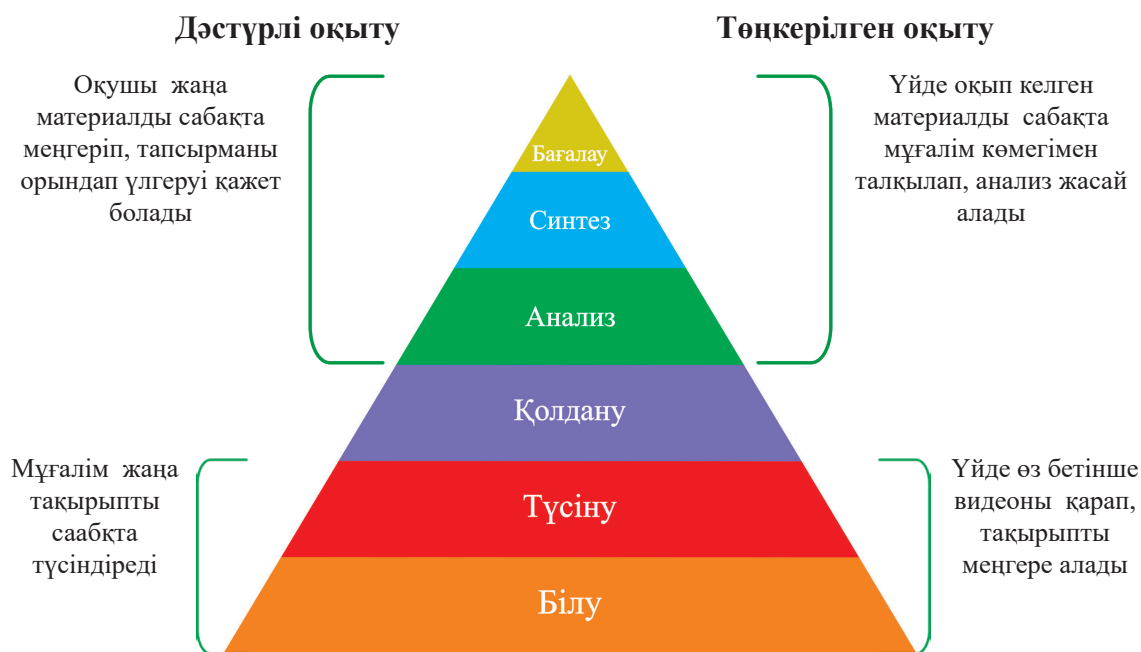 Дәстүрлі оқыту
Төңкерілген оқыту
Оқушы жаңа
материалды сабақта
меңгеріп, тапсырманы
орындап үлгеруі қажет
болады
Үйде оқып келген
материалды сабақта
мұғалім көмегімен
талқылап, анализ жасай
алады
Бағалау
Синтез
Анализ
Қолдану
Түсіну
Білу
Мұғалім жаңа
тақырыпты
саабқта
түсіндіреді
Үйде өз бетінше
видеоны қарап,
тақырыпты
меңгере алады